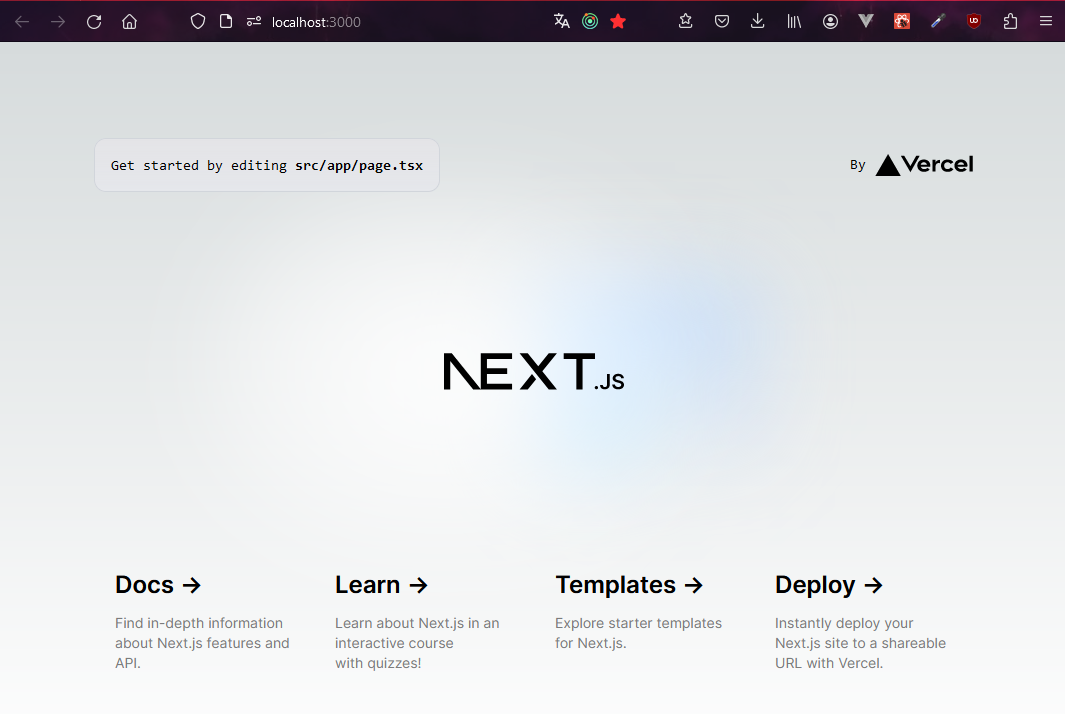 localhost:3000
Get started by editing src/app/page.tsx
By Vercel
NEXT.JS
Docs →
Find in-depth information
about Next.js features and
API.
Learn →
Learn about Next.js in an
interactive course
with quizzes!
Templates →
Explore starter templates
for Next.js.
Deploy →
Instantly deploy your
Next.js site to a shareable
URL with Vercel.